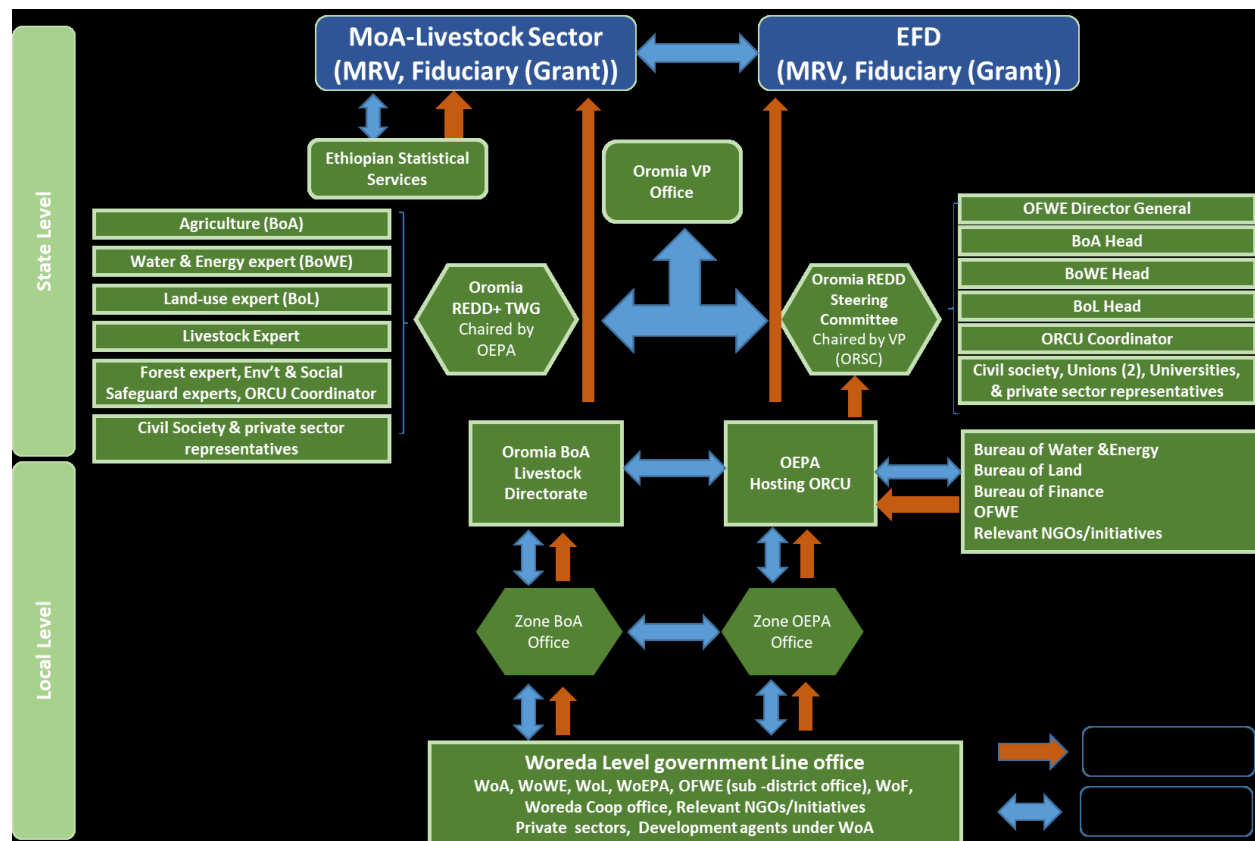 MoA-Livestock Sector
(MRV, Fiduciary (Grant))
EFD
(MRV, Fiduciary (Grant))
Ethiopian Statistical
Services
Oromia VP
Office
State Level
Agriculture (BoA)
Water & Energy expert (BoWE)
Land-use expert (BoL)
Livestock Expert
Forest expert, Env't & Social
Safeguard experts, ORCU Coordinator
Civil Society & private sector
representatives
Oromia
REDD+ TWG
Chaired by
OEPA
Oromia REDD
Steering
Committee
Chaired by VP
(ORSC)
OFWE Director General
BoA Head
BoWE Head
BoL Head
ORCU Coordinator
Civil society, Unions (2), Universities,
& private sector representatives
Oromia BoA
Livestock
Directorate
OEPA
Hosting ORCU
Bureau of Water &Energy
Bureau of Land
Bureau of Finance
OFWE
Relevant NGOs/initiatives
Local Level
Zone BoA
Office
Zone OEPA
Office
Woreda Level government Line office
WoA, WoWE, WoL, WoEPA, OFWE (sub -district office), WoF,
Woreda Coop office, Relevant NGOs/Initiatives
Private sectors, Development agents under WoA